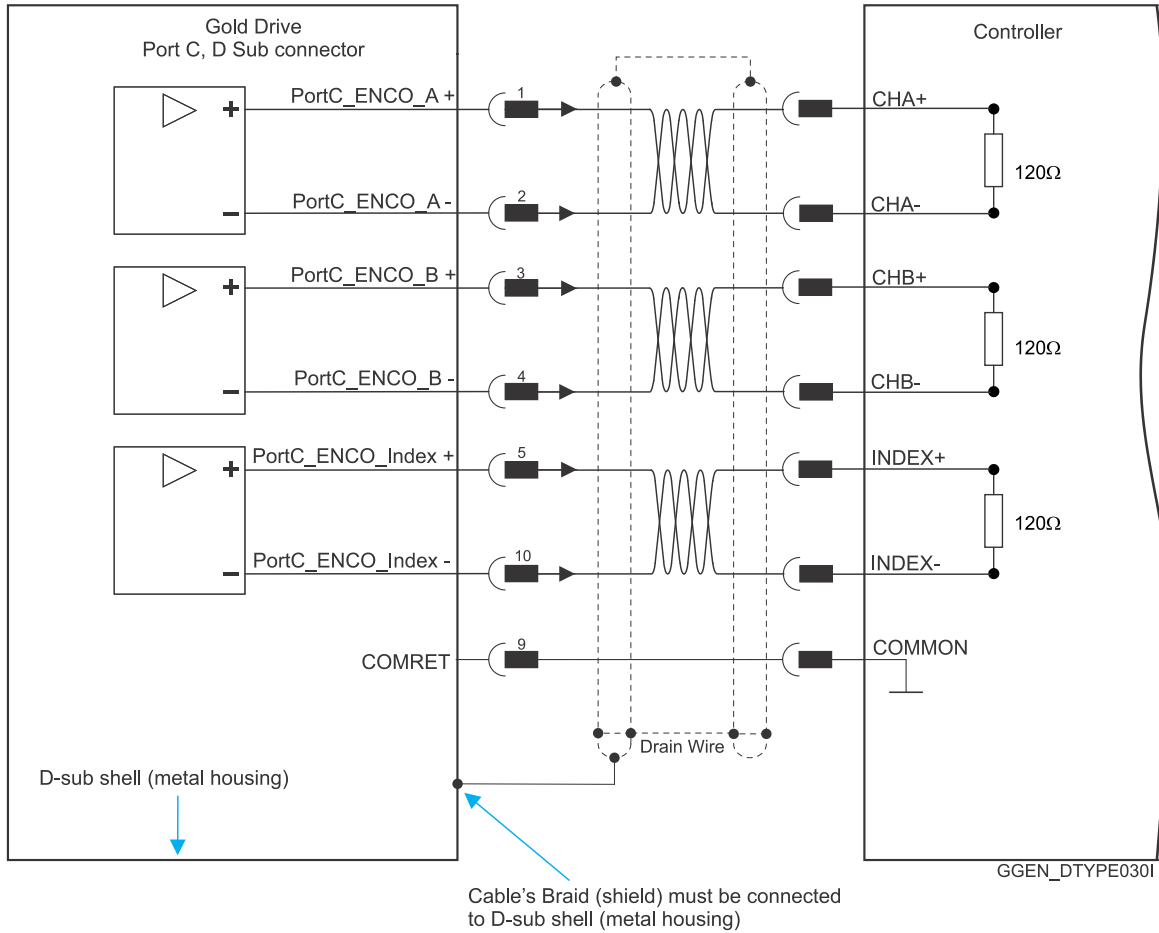 Gold Drive
Port C, D Sub connector
Controller
PortC_ENCO_A +
1
CHA+
+
120Ω
PortC_ENCO_A -
2
CHA-
−
PortC_ENCO_B +
3
CHB+
+
120Ω
PortC_ENCO_B -
4
CHB-
−
PortC_ENCO_Index +
5
INDEX+
+
120Ω
PortC_ENCO_Index -
10
INDEX-
−
COMRET
9
COMMON
Drain Wire
D-sub shell (metal housing)
GGEN_DTYPE030I
Cable's Braid (shield) must be connected
to D-sub shell (metal housing)